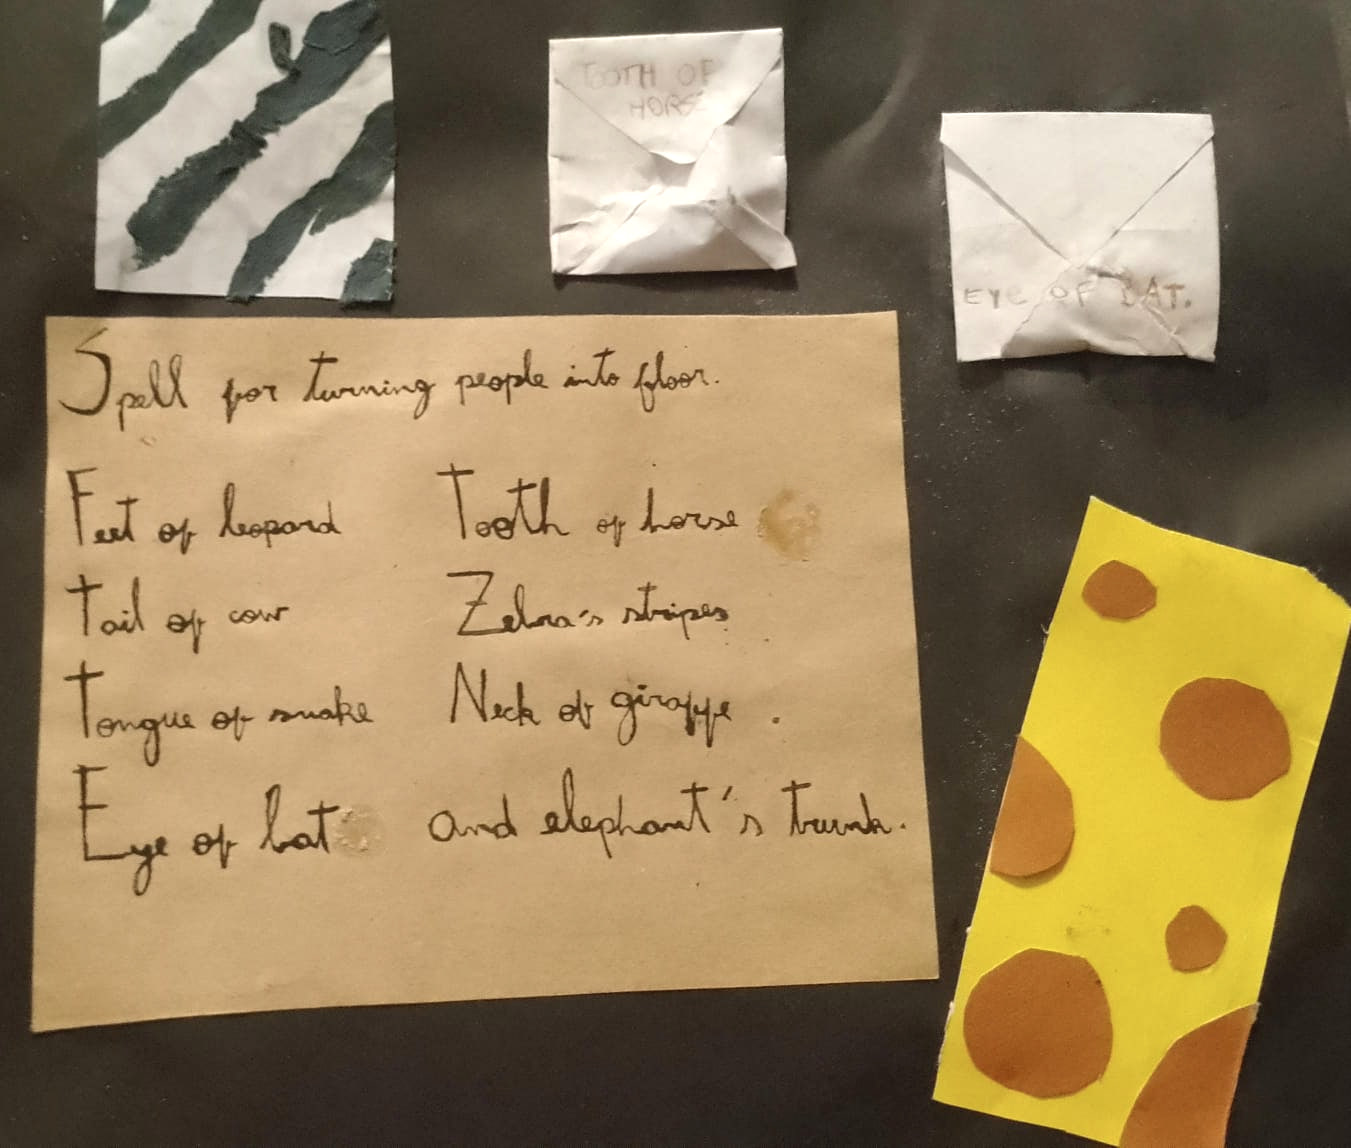 TOOTH OF
HORSE
EYE OF BAT.
Spell for turning people into floor.
Feet of leopard
Tail of cow
Tongue of snake
Eye of bat
Tooth of horse
Zebra's stripes
Neck of giraffe.
and elephant's trunk.